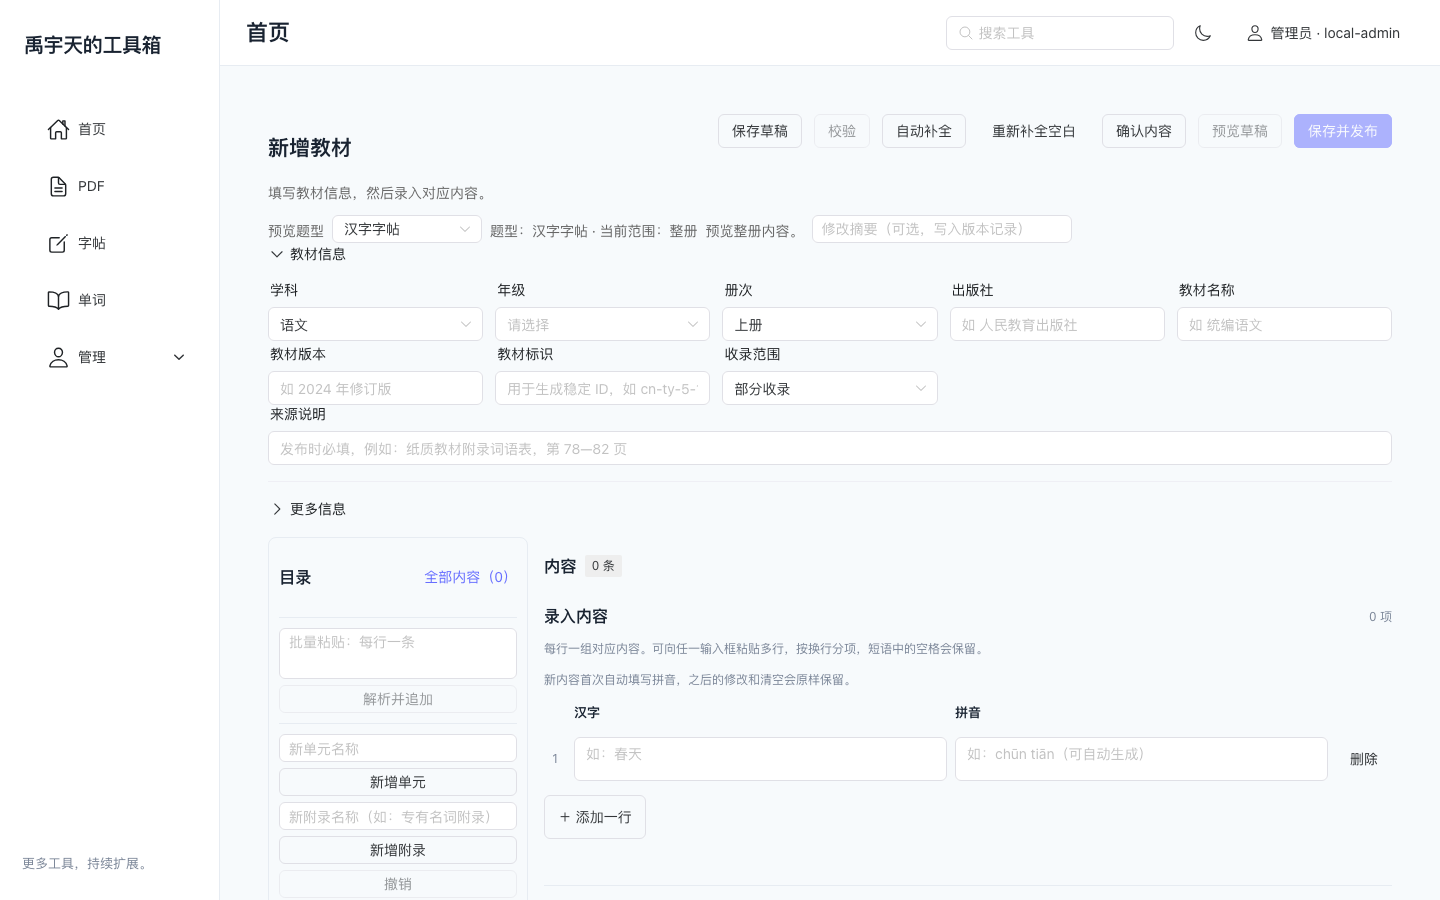 禹宇天的工具箱
首页
搜索工具
管理员 · local-admin
首页
PDF
字帖
单词
管理
更多工具，持续扩展。
新增教材
保存草稿 校验 自动补全 重新补全空白 确认内容 预览草稿 保存并发布
填写教材信息，然后录入对应内容。
预览题型 汉字字帖 题型：汉字字帖 · 当前范围：整册 预览整册内容。 修改摘要（可选，写入版本记录）
教材信息
学科 年级 册次 出版社 教材名称
语文 请选择 上册 如 人民教育出版社 如 统编语文
教材版本 教材标识 收录范围
如 2024 年修订版 用于生成稳定 ID，如 cn-ty-5- 部分收录
来源说明
发布时必填，例如：纸质教材附录词语表，第 78—82 页
更多信息
目录 全部内容（0）
批量粘贴：每行一条
解析并追加
新单元名称
新增单元
新附录名称（如：专有名词附录）
新增附录
撤销
内容 0 条
录入内容 0 项
每行一组对应内容。可向任一输入框粘贴多行，按换行分项，短语中的空格会保留。
新内容首次自动填写拼音，之后的修改和清空会原样保留。
汉字 拼音
1 如：春天 如：chūn tiān（可自动生成） 删除
+ 添加一行